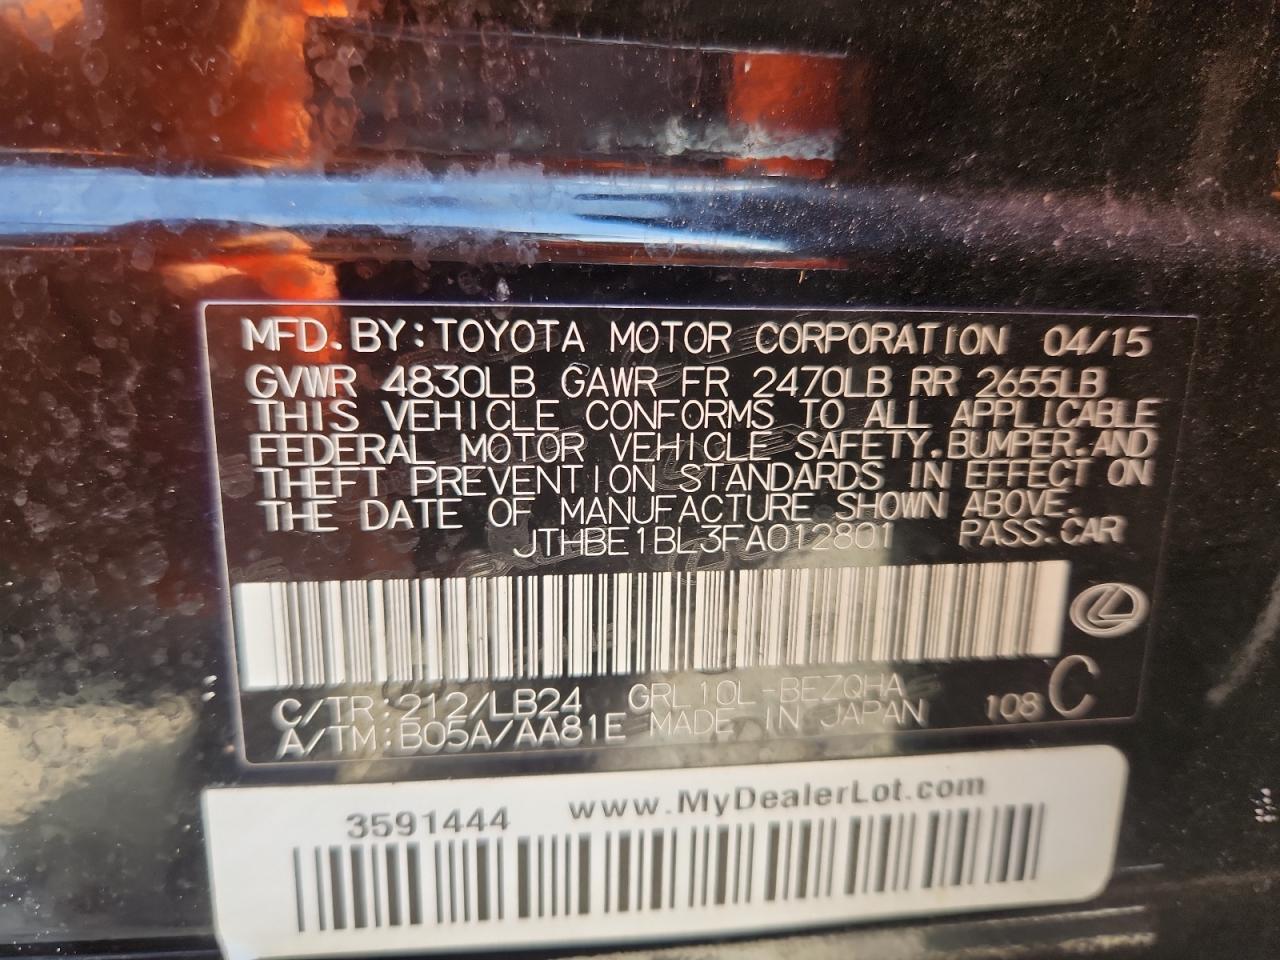 MFD. BY: TOYOTA MOTOR CORPORATION 04/15
GVWR 4830LB GAWR FR 2470LB RR 2655LB
THIS VEHICLE CONFORMS TO ALL APPLICABLE
FEDERAL MOTOR VEHICLE SAFETY. BUMPER. AND
THEFT PREVENTION STANDARDS IN EFFECT ON
THE DATE OF MANUFACTURE SHOWN ABOVE.
JTHBE1BL3FA012801 PASS. CAR
C/TR: 212/LB24 GRL10L-BEZQHA
A/TM: B05A/AA81E MADE IN JAPAN 108 C
3591444 www.MyDealerLot.com